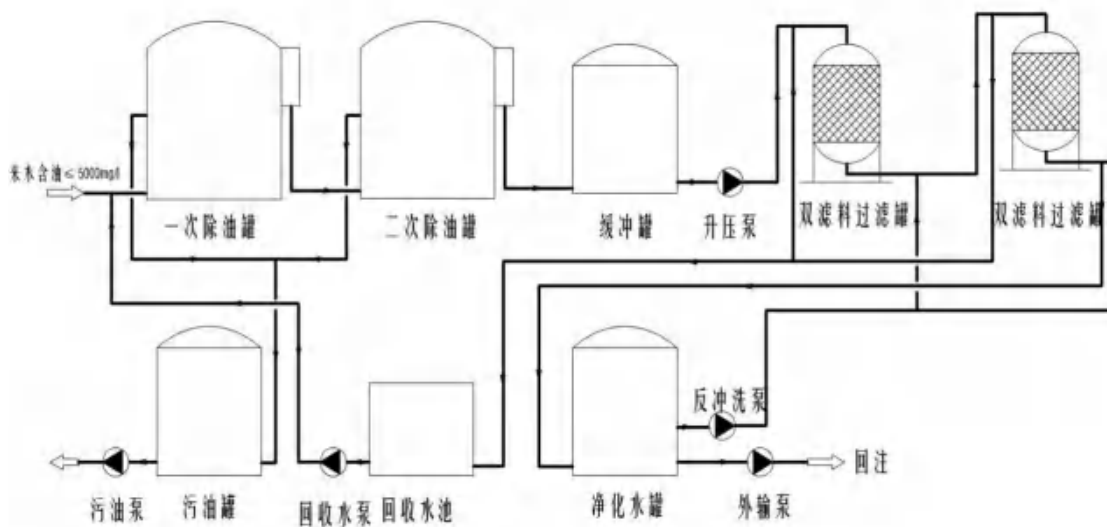 来水含油≤ 5000mg/l
一次除油罐
二次除油罐
缓冲罐
升压泵
双滤料过滤罐
双滤料过滤罐
反冲洗泵
回注
污油泵
污油罐
回收水泵
回收水池
净化水罐
外输泵